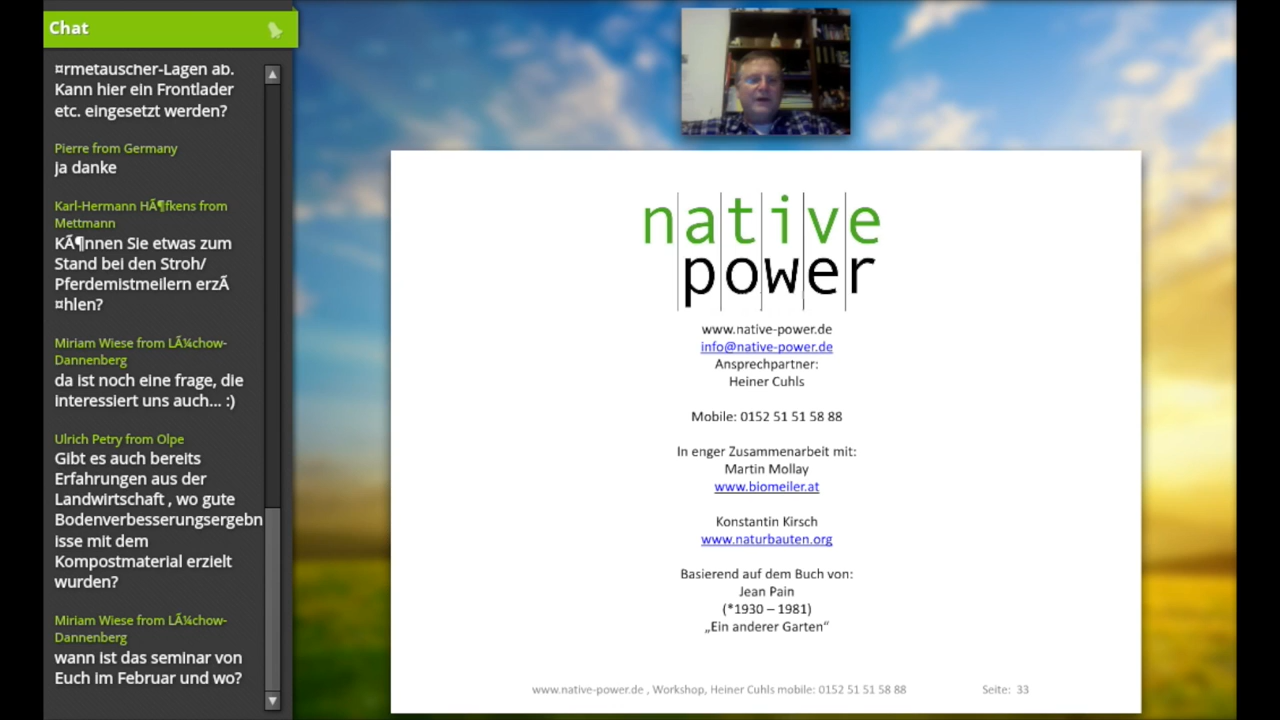 Chat
¤rmetauscher-Lagen ab.
Kann hier ein Frontlader
etc. eingesetzt werden?
Pierre from Germany
ja danke
Karl-Hermann HÃ¶fkens from
Mettmann
KÃ¶nnen Sie etwas zum
Stand bei den Stroh/
Pferdemistmeilern erzÃ
¤hlen?
Miriam Wiese from LÃ¼chow-
Dannenberg
da ist noch eine frage, die
interessiert uns auch... :)
Ulrich Petry from Olpe
Gibt es auch bereits
Erfahrungen aus der
Landwirtschaft , wo gute
Bodenverbesserungsergebn
isse mit dem
Kompostmaterial erzielt
wurden?
Miriam Wiese from LÃ¼chow-
Dannenberg
wann ist das seminar von
Euch im Februar und wo?
native
power
www.native-power.de
info@native-power.de
Ansprechpartner:
Heiner Cuhls
Mobile: 0152 51 51 58 88
In enger Zusammenarbeit mit:
Martin Mollay
www.biomeiler.at
Konstantin Kirsch
www.naturbauten.org
Basierend auf dem Buch von:
Jean Pain
(*1930 – 1981)
„Ein anderer Garten“
www.native-power.de , Workshop, Heiner Cuhls mobile: 0152 51 51 58 88 Seite: 33